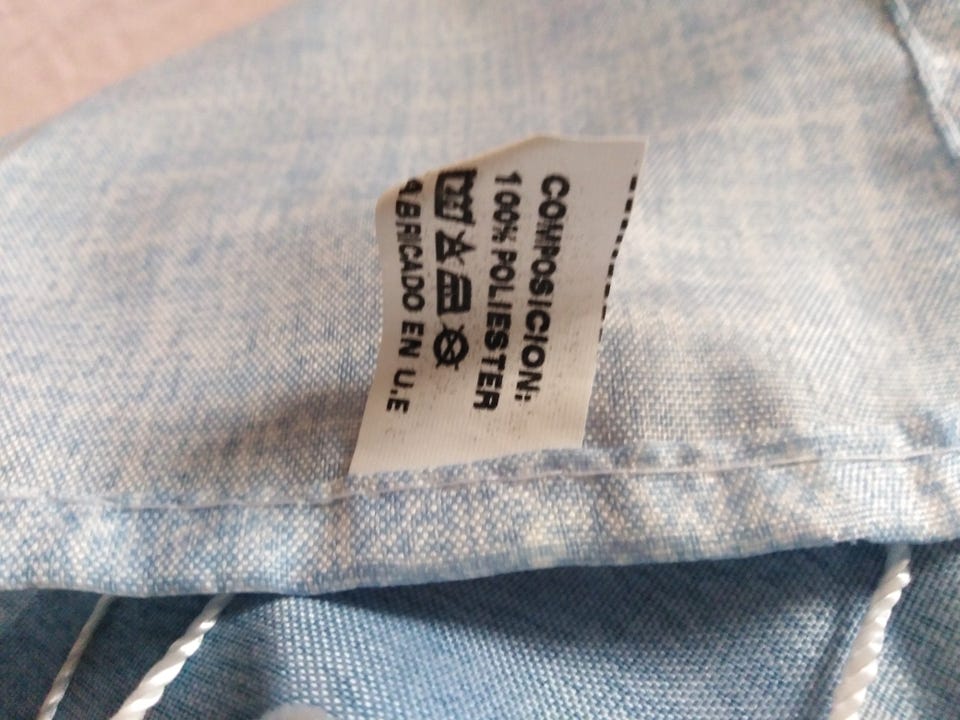 COMPOSICION:
100% POLIESTER
ABRICADO EN U.E